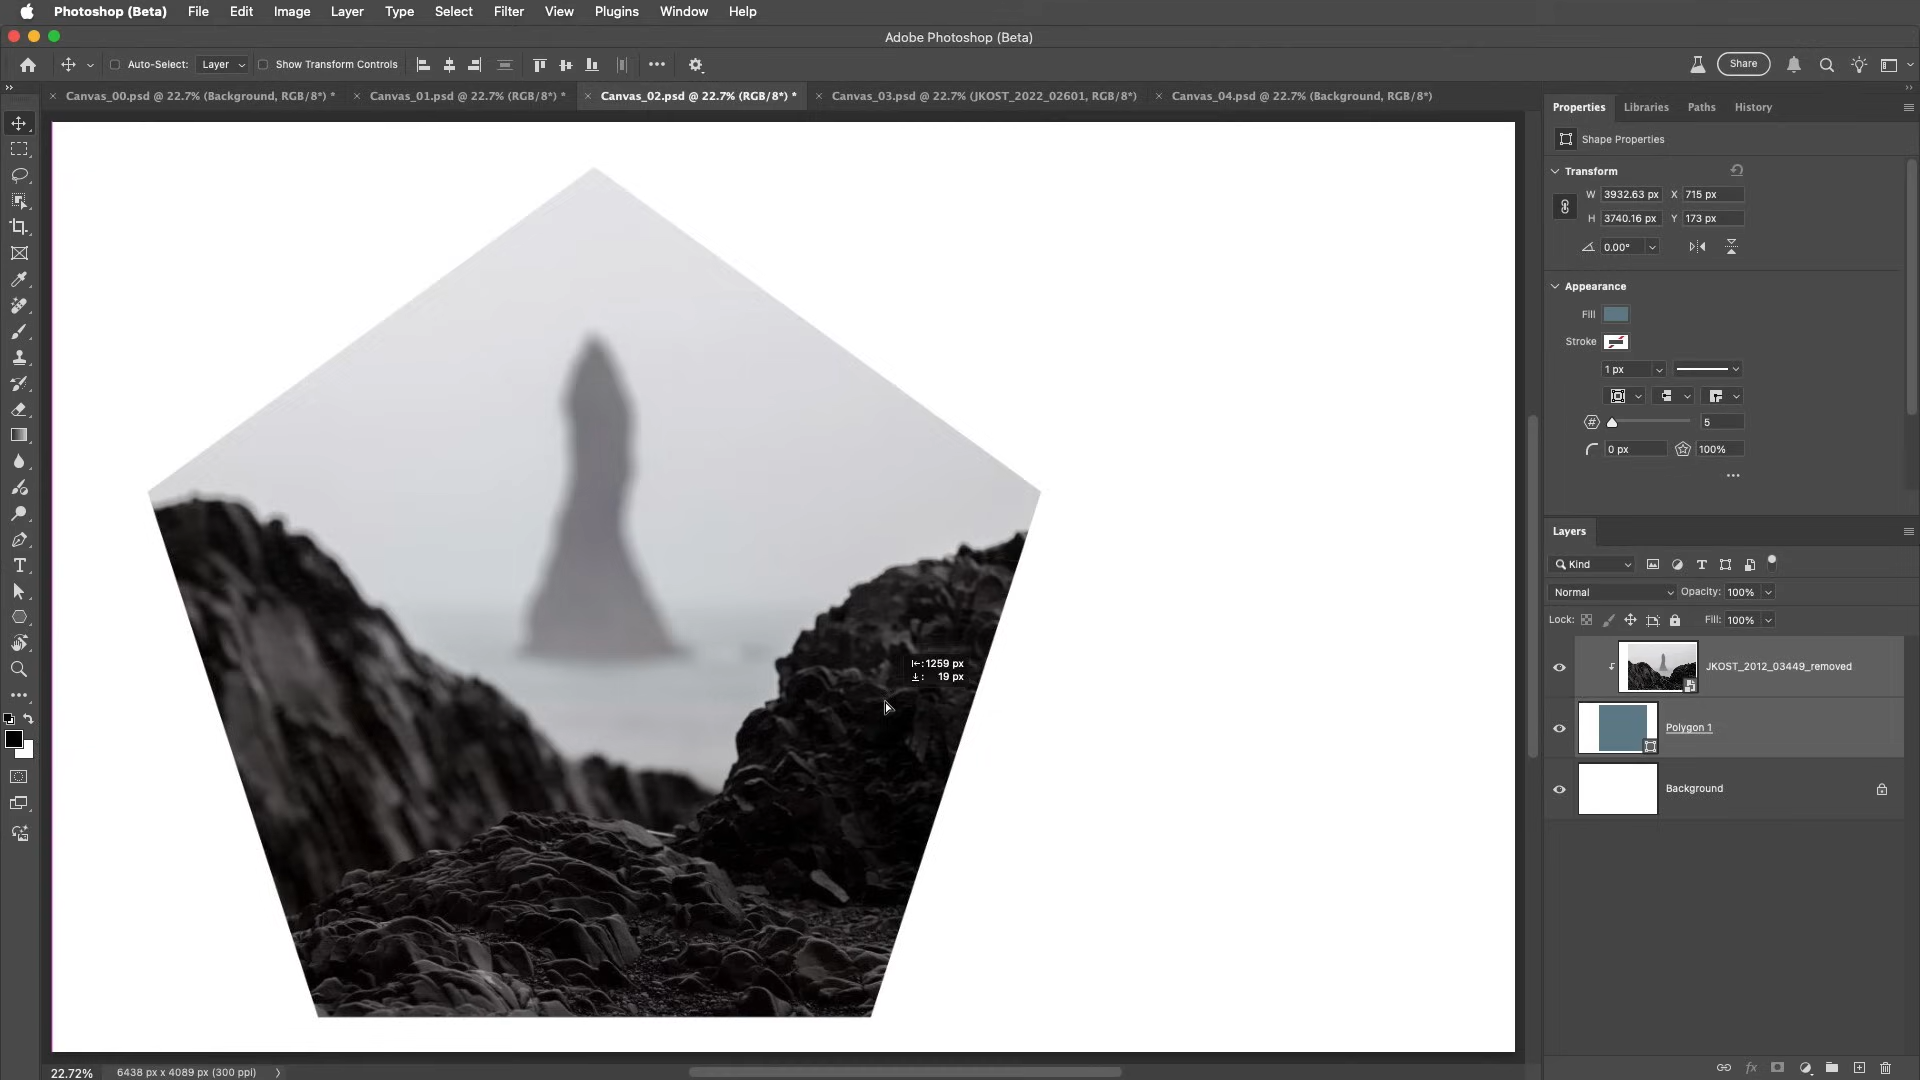 Photoshop (Beta) File Edit Image Layer Type Select Filter View Plugins Window Help
Adobe Photoshop (Beta)
Auto-Select: Layer Show Transform Controls Share
Canvas_00.psd @ 22.7% (Background, RGB/8*) * Canvas_01.psd @ 22.7% (RGB/8*) * Canvas_02.psd @ 22.7% (RGB/8*) * Canvas_03.psd @ 22.7% (JKOST_2022_02601, RGB/8*) Canvas_04.psd @ 22.7% (Background, RGB/8*)
Properties Libraries Paths History
Shape Properties
Transform
W 3932.63 px X 715 px
H 3740.16 px Y 173 px
0.00°
Appearance
Fill
Stroke
1 px
5
0 px 100%
Layers
Kind
Normal Opacity: 100%
Lock: Fill: 100%
JKOST_2012_03449_removed
Polygon 1
Background
1259 px
19 px
22.72% 6438 px x 4089 px (300 ppi)